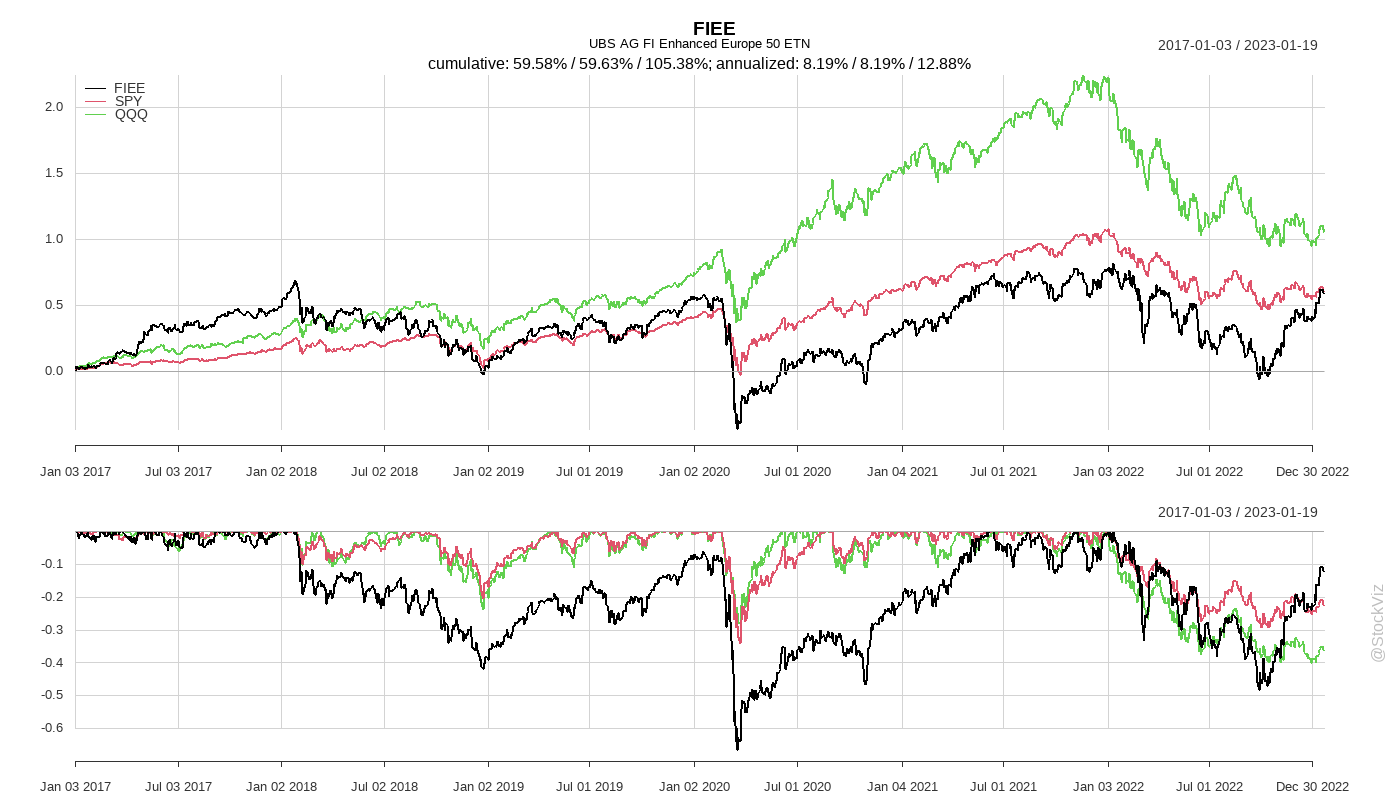 FIEE
UBS AG FI Enhanced Europe 50 ETN
2017-01-03 / 2023-01-19
cumulative: 59.58% / 59.63% / 105.38%; annualized: 8.19% / 8.19% / 12.88%
FIEE
SPY
QQQ
2.0
1.5
1.0
0.5
0.0
Jan 03 2017 Jul 03 2017 Jan 02 2018 Jul 02 2018 Jan 02 2019 Jul 01 2019 Jan 02 2020 Jul 01 2020 Jan 04 2021 Jul 01 2021 Jan 03 2022 Jul 01 2022 Dec 30 2022
2017-01-03 / 2023-01-19
-0.1
-0.2
-0.3
-0.4
-0.5
-0.6
Jan 03 2017 Jul 03 2017 Jan 02 2018 Jul 02 2018 Jan 02 2019 Jul 01 2019 Jan 02 2020 Jul 01 2020 Jan 04 2021 Jul 01 2021 Jan 03 2022 Jul 01 2022 Dec 30 2022
@StockViz